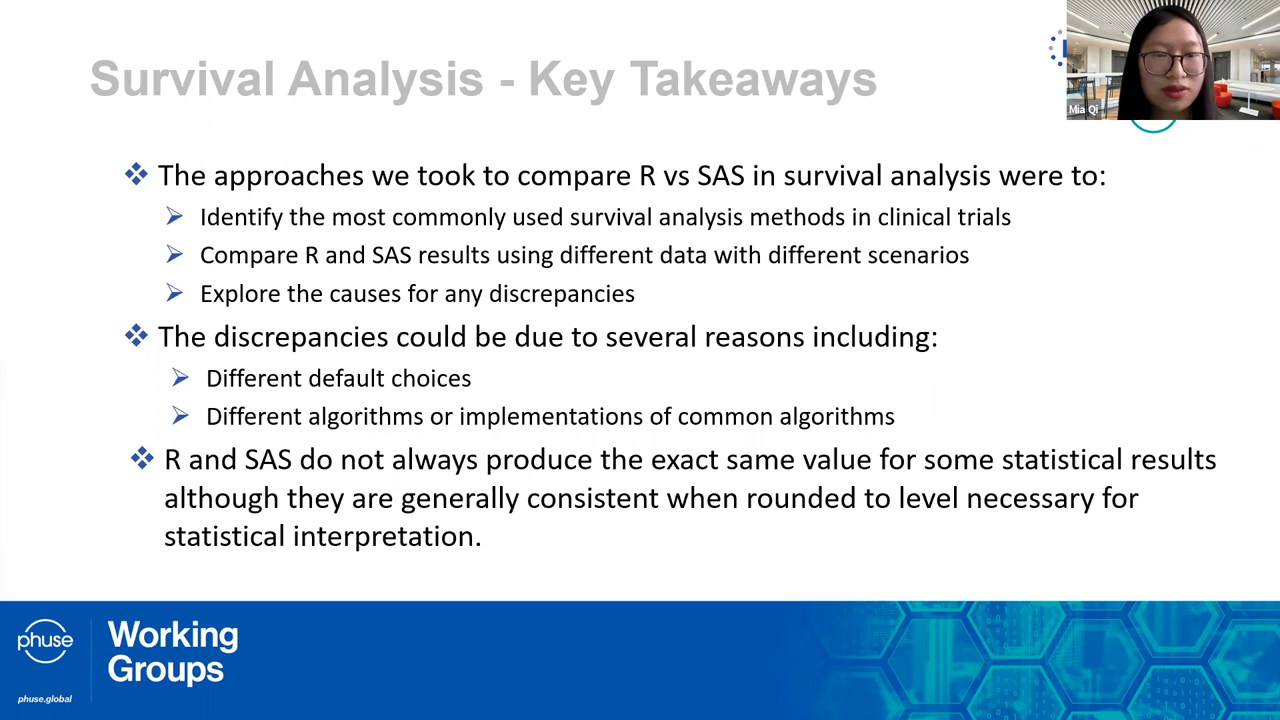 Survival Analysis - Key Takeaways
Mia Qi
The approaches we took to compare R vs SAS in survival analysis were to:
Identify the most commonly used survival analysis methods in clinical trials
Compare R and SAS results using different data with different scenarios
Explore the causes for any discrepancies
The discrepancies could be due to several reasons including:
Different default choices
Different algorithms or implementations of common algorithms
R and SAS do not always produce the exact same value for some statistical results
although they are generally consistent when rounded to level necessary for
statistical interpretation.
phuse
Working
Groups
phuse.global